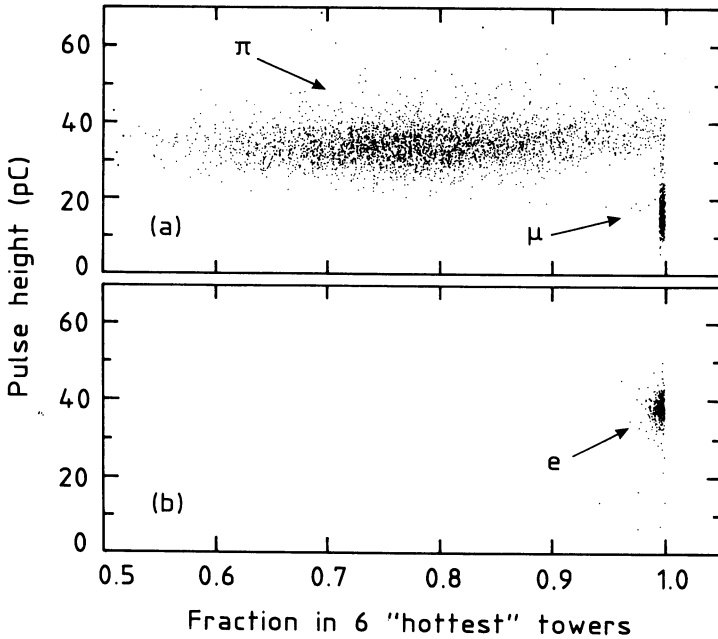 60
π
40
20
μ
(a)
0
60
40
20
e
(b)
0
0.5 0.6 0.7 0.8 0.9 1.0
Pulse height (pC)
Fraction in 6 "hottest" towers